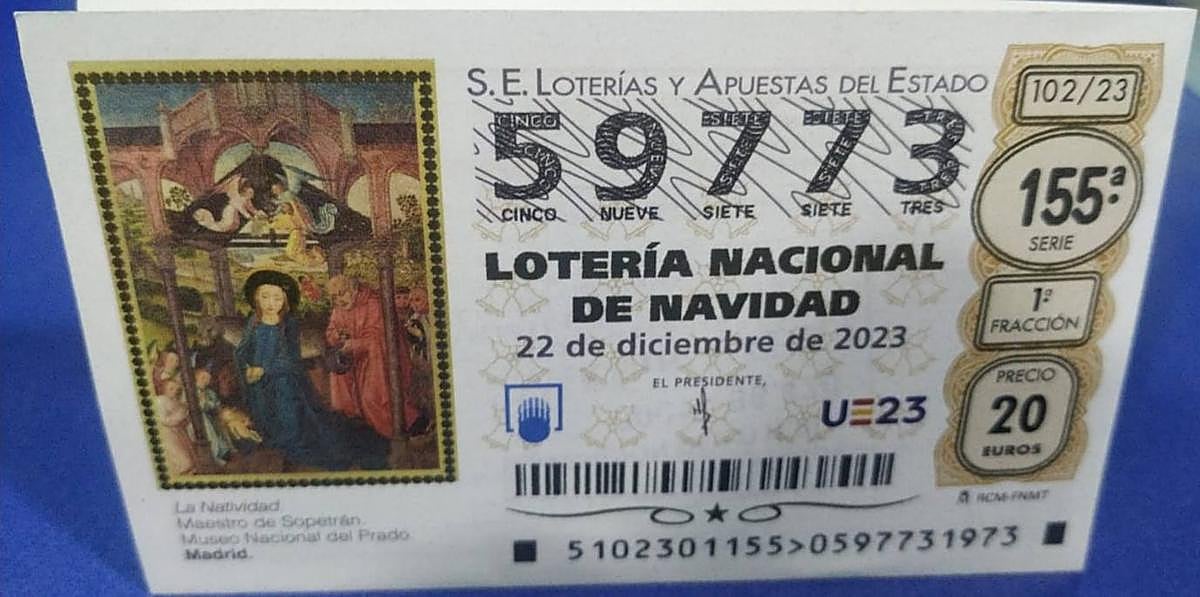 S.E. LOTERÍAS Y APUESTAS DEL ESTADO
102/23
59773
CINCO NUEVE SIETE SIETE TRES
155ª
SERIE
LOTERÍA NACIONAL
DE NAVIDAD
22 de diciembre de 2023
1ª
FRACCIÓN
EL PRESIDENTE,
UE23
PRECIO
20
EUROS
RCM-FNMT
5102301155>0597731973
La Natividad.
Maestro de Sopetrán.
Museo Nacional del Prado.
Madrid.